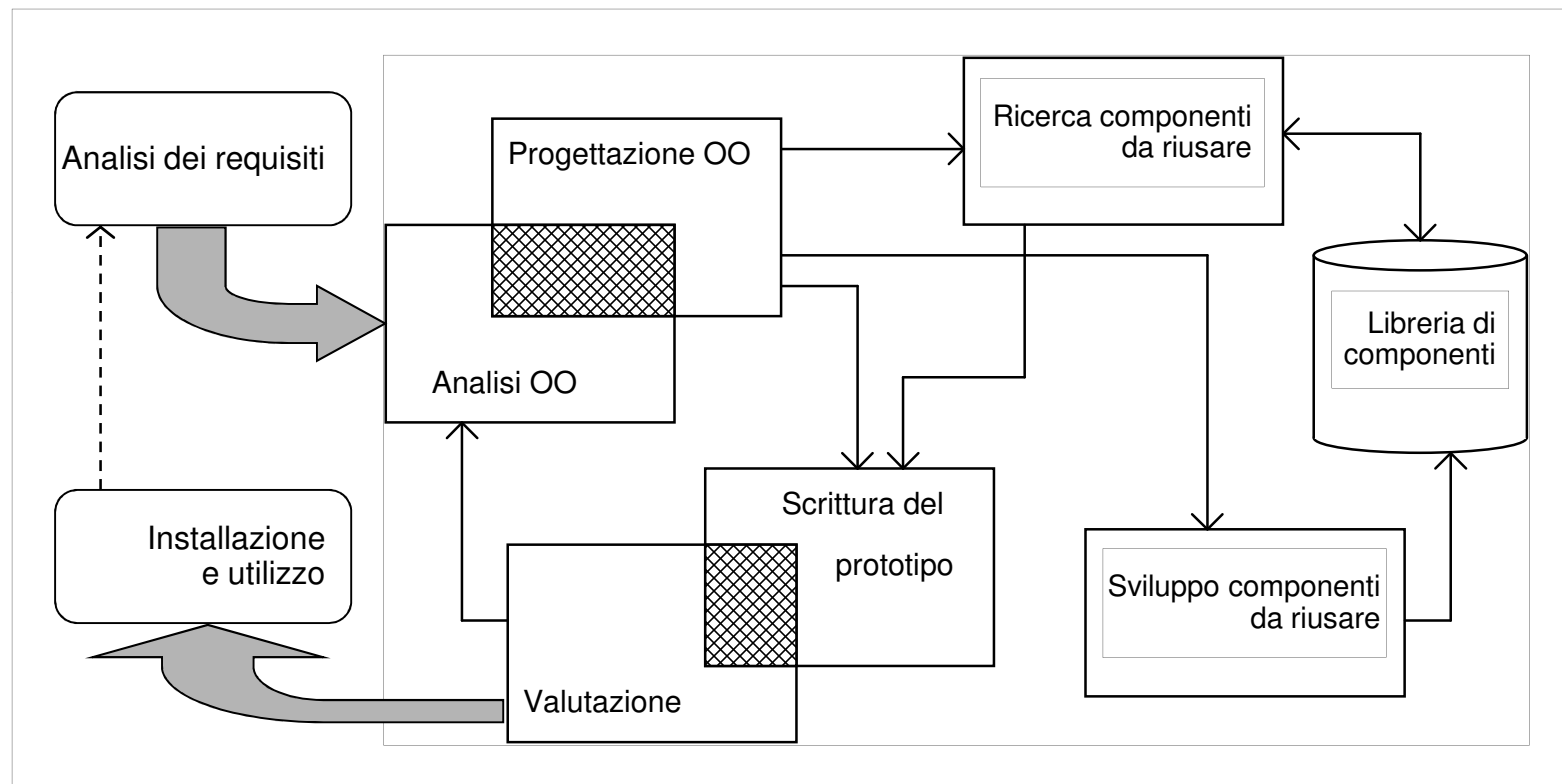 Analisi dei requisiti
Progettazione OO
Ricerca componenti
da riusare
Analisi OO
Libreria di
componenti
Installazione
e utilizzo
Scrittura del
prototipo
Sviluppo componenti
da riusare
Valutazione